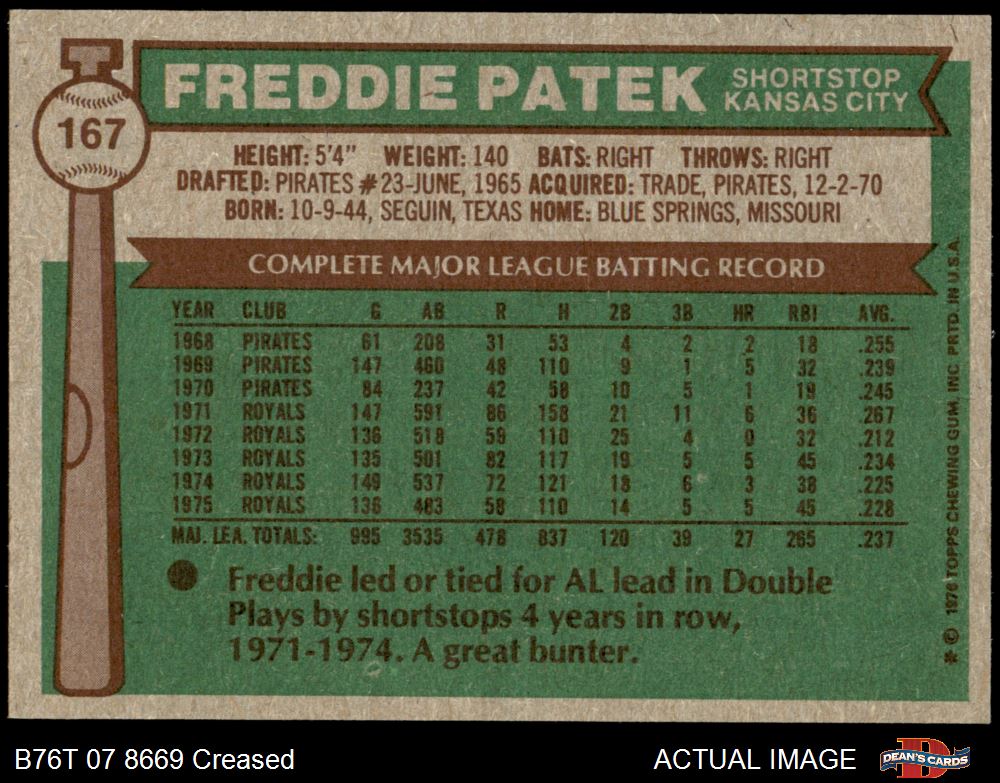 167
FREDDIE PATEK
SHORTSTOP
KANSAS CITY
HEIGHT: 5'4" WEIGHT: 140 BATS: RIGHT THROWS: RIGHT
DRAFTED: PIRATES #23-JUNE, 1965 ACQUIRED: TRADE, PIRATES, 12-2-70
BORN: 10-9-44, SEGUIN, TEXAS HOME: BLUE SPRINGS, MISSOURI
COMPLETE MAJOR LEAGUE BATTING RECORD
YEAR CLUB G AB R H 2B 3B HR RBI AVG.
1968 PIRATES 61 208 31 53 4 2 2 18 .255
1969 PIRATES 147 460 48 110 9 1 5 32 .239
1970 PIRATES 84 237 42 58 10 5 1 19 .245
1971 ROYALS 147 591 86 158 21 11 6 36 .267
1972 ROYALS 136 518 59 110 25 4 0 32 .212
1973 ROYALS 135 501 82 117 19 5 5 45 .234
1974 ROYALS 149 537 72 121 18 6 3 38 .225
1975 ROYALS 136 483 58 110 14 5 5 45 .228
MAJ. LEA. TOTALS: 995 3535 478 837 120 39 27 265 .237
Freddie led or tied for AL lead in Double
Plays by shortstops 4 years in row,
1971-1974. A great bunter.
* © 1976 TOPPS CHEWING GUM, INC. PRTD. IN U.S.A.
B76T 07 8669 Creased
ACTUAL IMAGE
DEAN'S CARDS